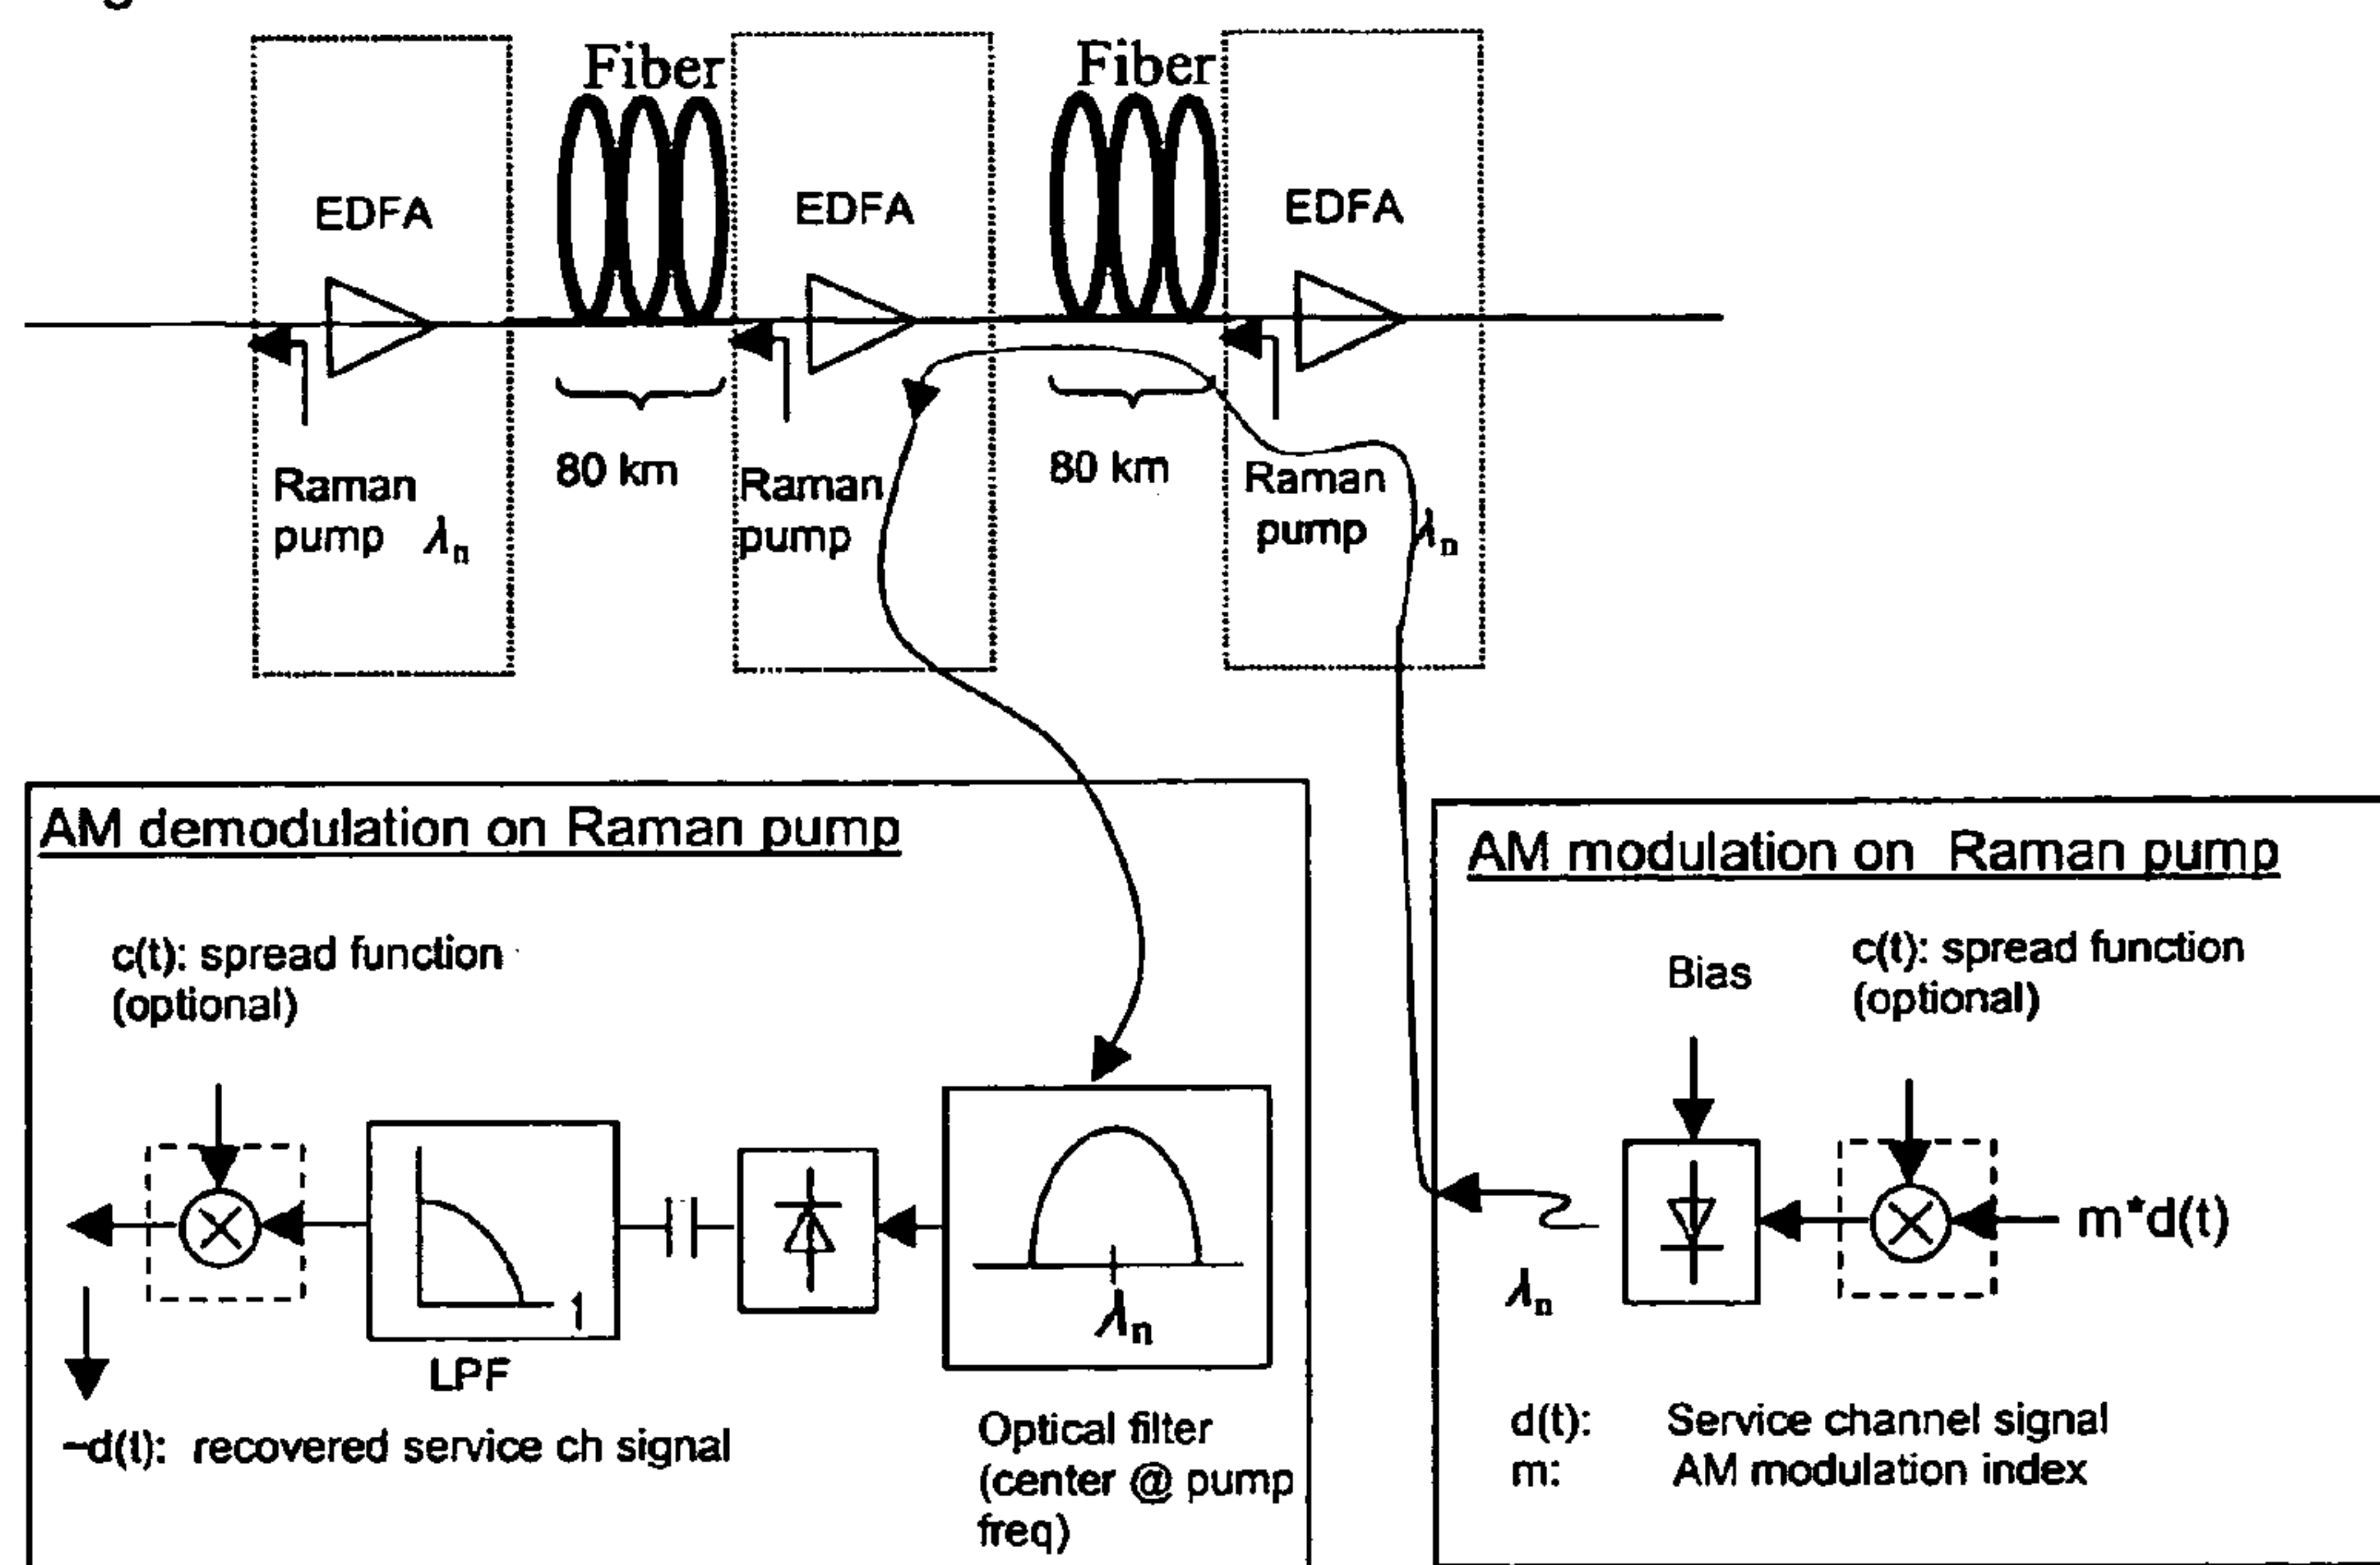 Fiber
Fiber
EDFA
EDFA
EDFA
80 km
80 km
Raman
pump λn
Raman
pump
Raman
pump
λn
AM demodulation on Raman pump
c(t): spread function
(optional)
LPF
1
λn
~d(t): recovered service ch signal
Optical filter
(center @ pump
freq)
AM modulation on Raman pump
Bias
c(t): spread function
(optional)
m*d(t)
λn
d(t): Service channel signal
m: AM modulation index